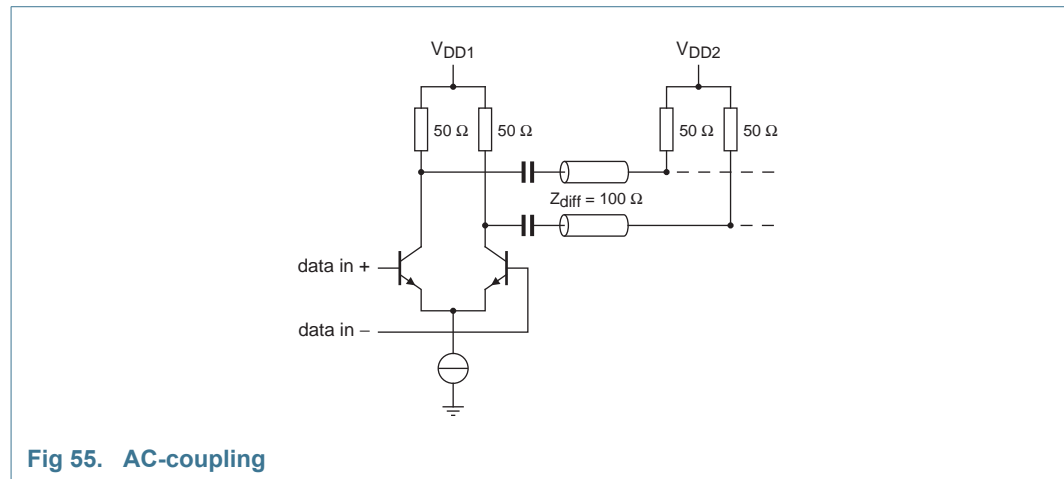 VDD1 VDD2
50 Ω 50 Ω 50 Ω 50 Ω
Zdiff = 100 Ω
data in +
data in −
Fig 55. AC-coupling